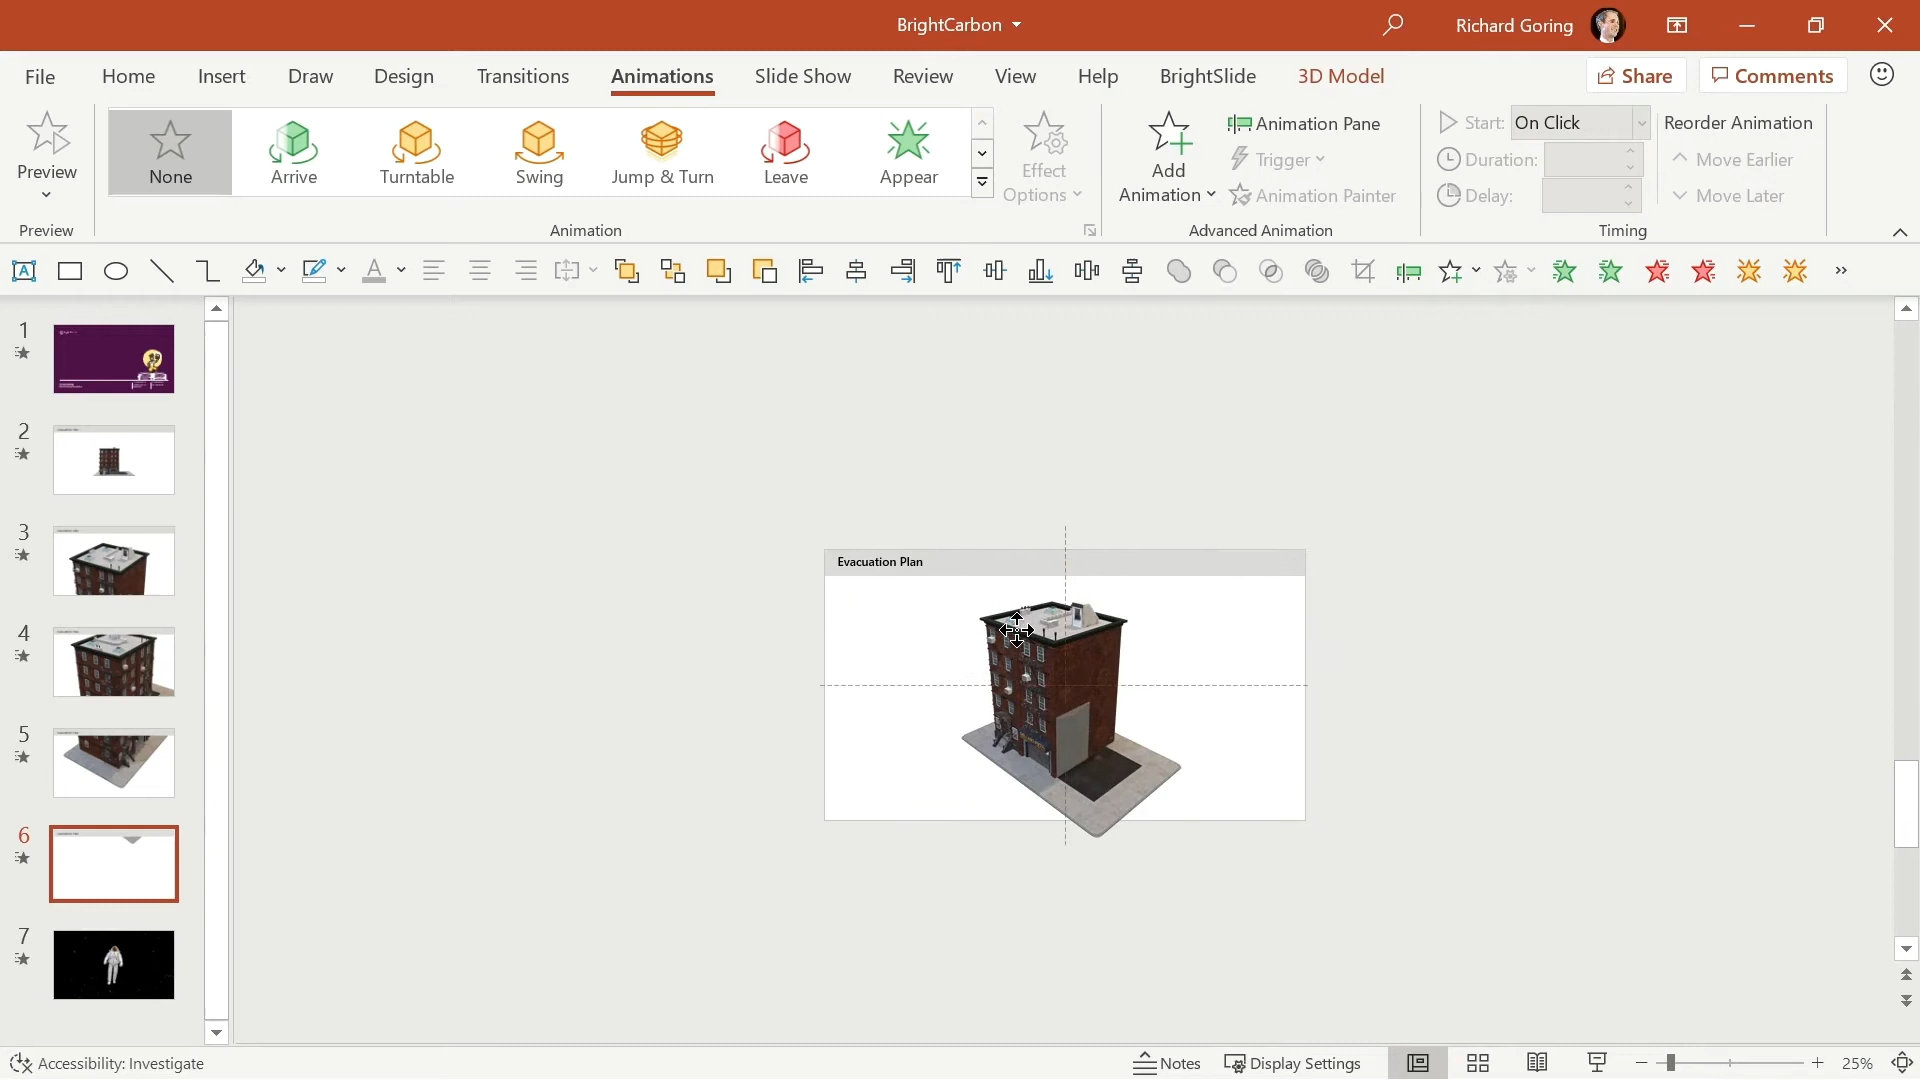 BrightCarbon
Richard Goring
File Home Insert Draw Design Transitions Animations Slide Show Review View Help BrightSlide 3D Model Share Comments
Preview
None Arrive Turntable Swing Jump & Turn Leave Appear
Effect Options
Add Animation
Animation Pane
Trigger
Animation Painter
Start: On Click
Duration:
Delay:
Reorder Animation
Move Earlier
Move Later
Preview Animation Advanced Animation Timing
A A
1
2
3
4
5
6
7
Evacuation Plan
Accessibility: Investigate Notes Display Settings 25%